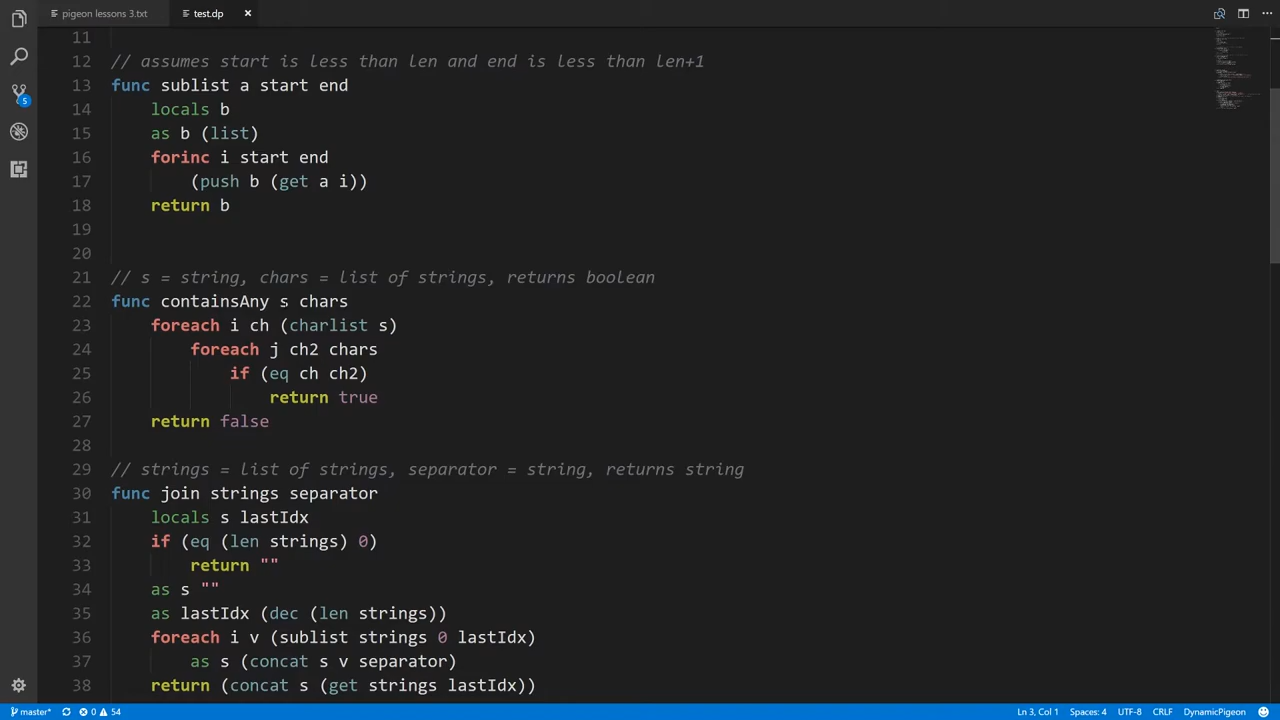 pigeon lessons 3.txt
test.dp
11
12 // assumes start is less than len and end is less than len+1
13 func sublist a start end
14 locals b
15 as b (list)
16 forinc i start end
17 (push b (get a i))
18 return b
19
20
21 // s = string, chars = list of strings, returns boolean
22 func containsAny s chars
23 foreach i ch (charlist s)
24 foreach j ch2 chars
25 if (eq ch ch2)
26 return true
27 return false
28
29 // strings = list of strings, separator = string, returns string
30 func join strings separator
31 locals s lastIdx
32 if (eq (len strings) 0)
33 return ""
34 as s ""
35 as lastIdx (dec (len strings))
36 foreach i v (sublist strings 0 lastIdx)
37 as s (concat s v separator)
38 return (concat s (get strings lastIdx))
5
master* 0 54 Ln 3, Col 1 Spaces: 4 UTF-8 CRLF DynamicPigeon